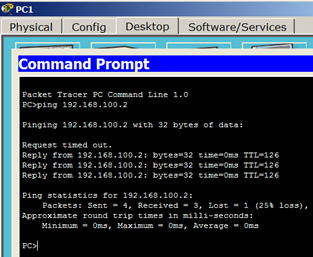 PC1
Physical Config Desktop Software/Services
Command Prompt
Packet Tracer PC Command Line 1.0
PC>ping 192.168.100.2
Pinging 192.168.100.2 with 32 bytes of data:
Request timed out.
Reply from 192.168.100.2: bytes=32 time=0ms TTL=126
Reply from 192.168.100.2: bytes=32 time=0ms TTL=126
Reply from 192.168.100.2: bytes=32 time=0ms TTL=126
Ping statistics for 192.168.100.2:
Packets: Sent = 4, Received = 3, Lost = 1 (25% loss),
Approximate round trip times in milli-seconds:
Minimum = 0ms, Maximum = 0ms, Average = 0ms
PC>